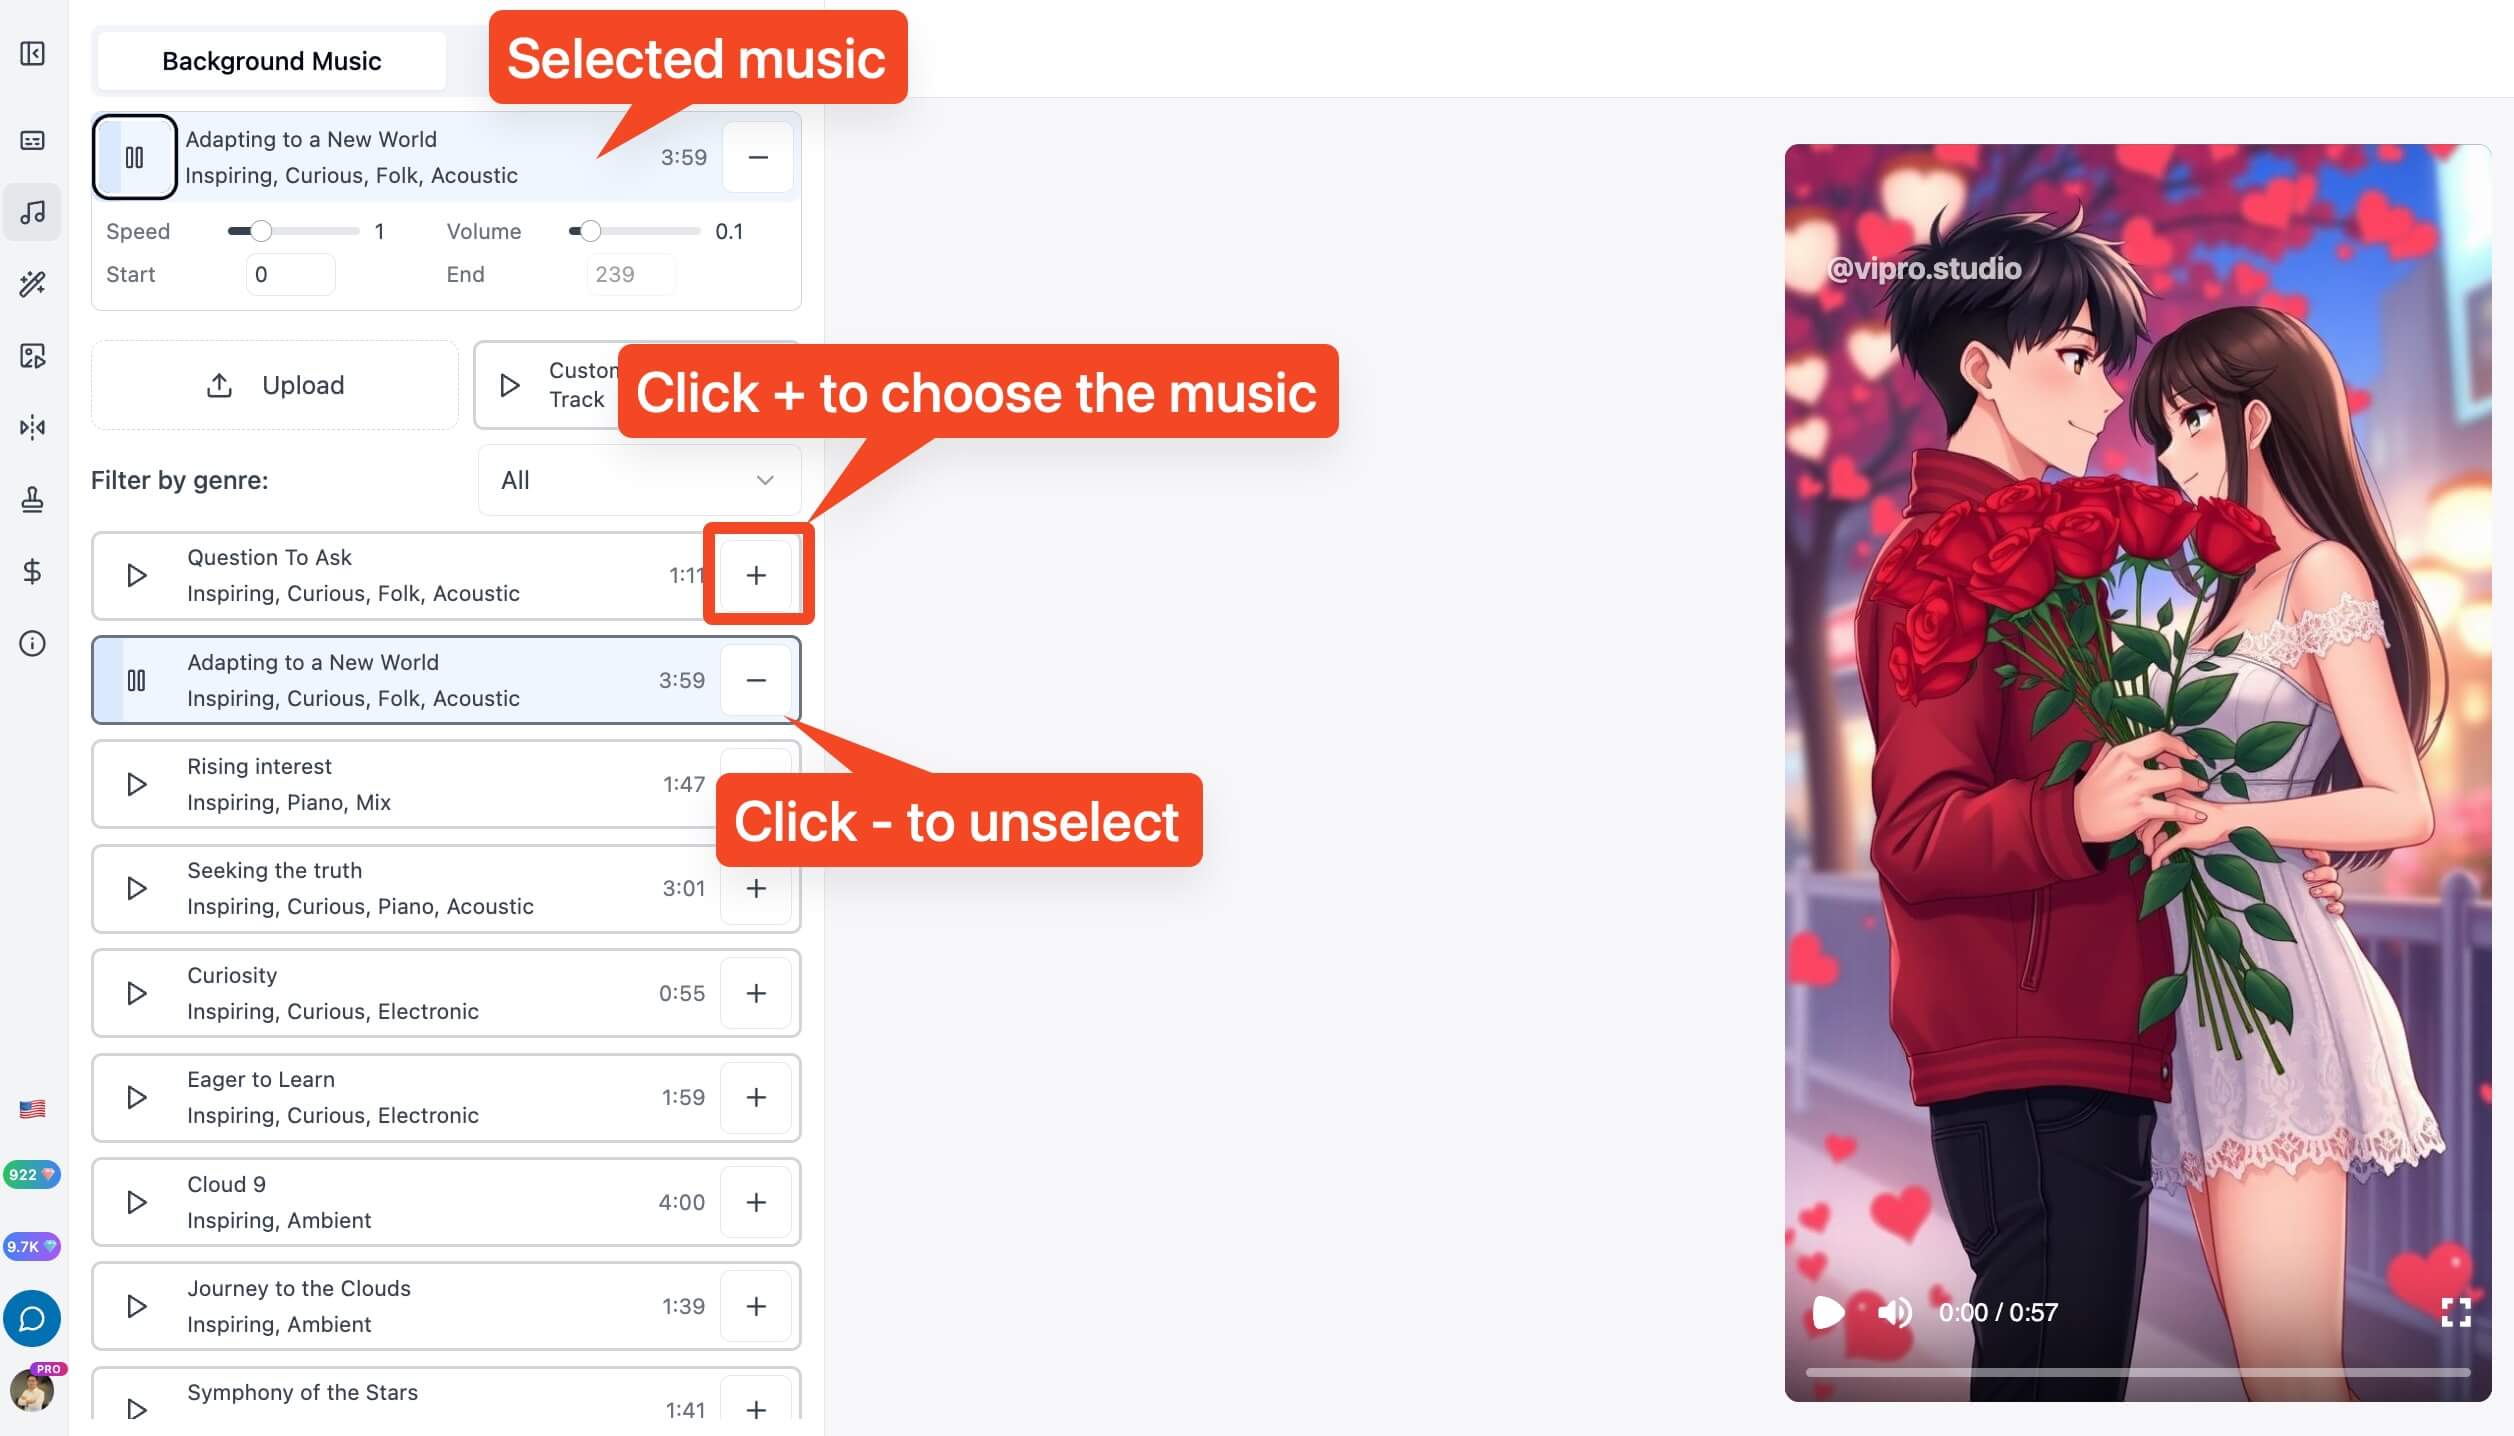 Background Music
Selected music
Adapting to a New World
Inspiring, Curious, Folk, Acoustic
3:59
Speed
1
Volume
0.1
Start
0
End
239
Upload
Custom
Track
Click + to choose the music
Filter by genre:
All
Question To Ask
Inspiring, Curious, Folk, Acoustic
1:11
Adapting to a New World
Inspiring, Curious, Folk, Acoustic
3:59
Rising interest
Inspiring, Piano, Mix
1:47
Click - to unselect
Seeking the truth
Inspiring, Curious, Piano, Acoustic
3:01
Curiosity
Inspiring, Curious, Electronic
0:55
Eager to Learn
Inspiring, Curious, Electronic
1:59
Cloud 9
Inspiring, Ambient
4:00
Journey to the Clouds
Inspiring, Ambient
1:39
Symphony of the Stars
1:41
922
9.7K
PRO
@vipro.studio
0:00 / 0:57